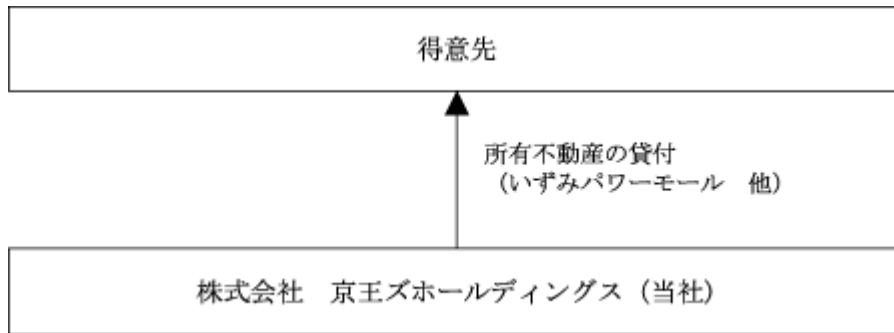 得意先
所有不動産の貸付
（いずみパワーモール　他）
株式会社　京王ズホールディングス（当社）